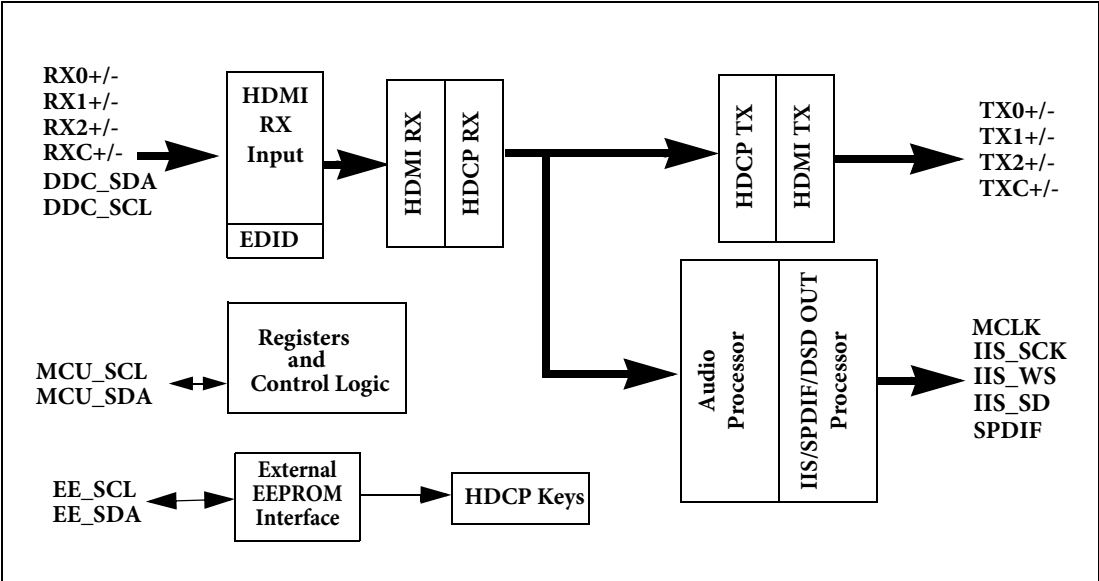 RX0+/-
RX1+/-
RX2+/-
RXC+/-
DDC_SDA
DDC_SCL
HDMI
RX
Input
EDID
HDMI RX
HDCP RX
HDCP TX
HDMI TX
TX0+/-
TX1+/-
TX2+/-
TXC+/-
Registers
and
Control Logic
MCU_SCL
MCU_SDA
Audio
Processor
IIS/SPDIF/DSD OUT
Processor
MCLK
IIS_SCK
IIS_WS
IIS_SD
SPDIF
EE_SCL
EE_SDA
External
EEPROM
Interface
HDCP Keys